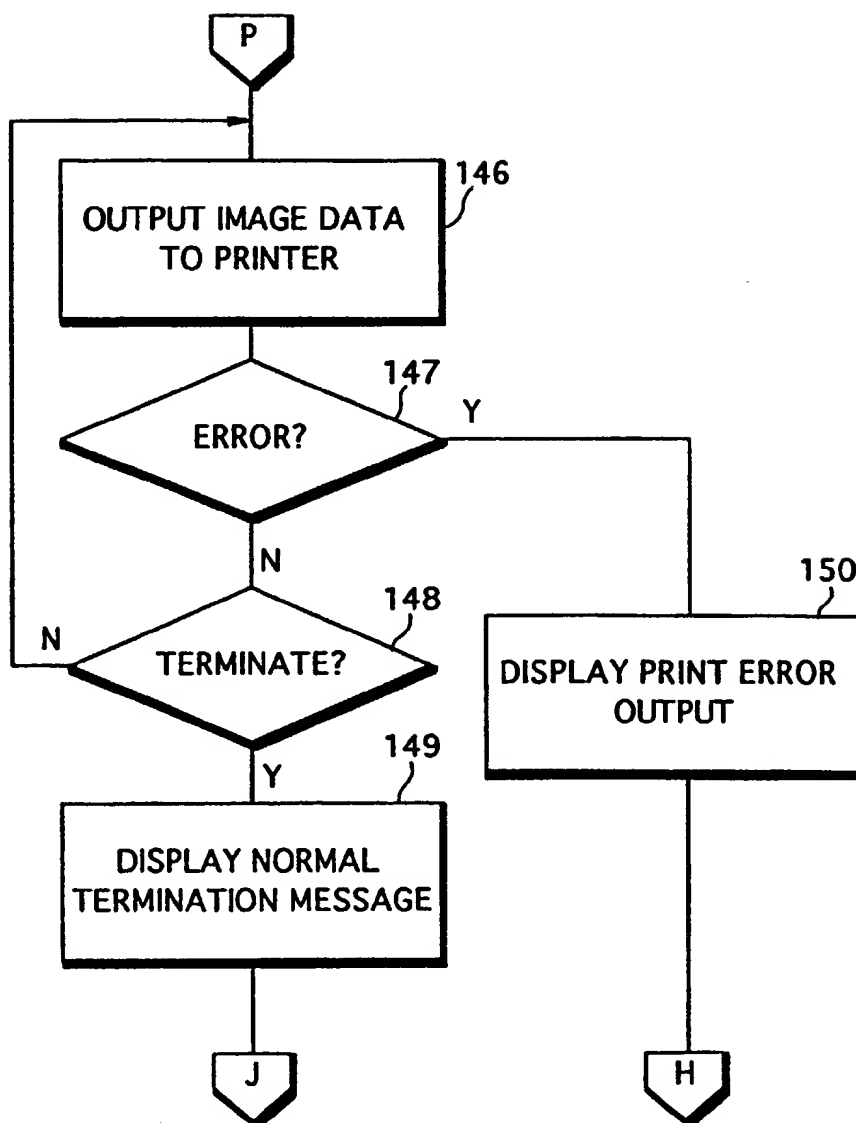 P
146
OUTPUT IMAGE DATA
TO PRINTER
147
ERROR?
Y
N
148
TERMINATE?
N
150
DISPLAY PRINT ERROR
OUTPUT
Y
149
DISPLAY NORMAL
TERMINATION MESSAGE
J
H